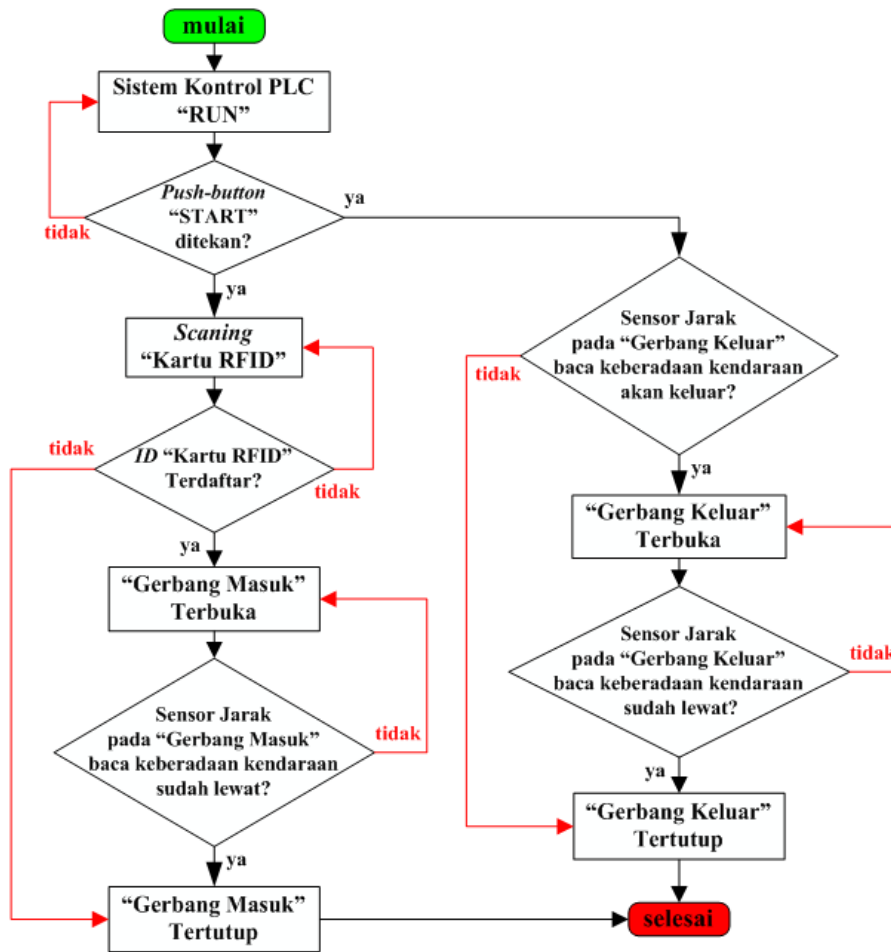 mulai
Sistem Kontrol PLC
“RUN”
Push-button
“START”
ditekan?
ya
tidak
ya
Scaning
“Kartu RFID”
tidak
ID “Kartu RFID”
Terdaftar?
tidak
ya
“Gerbang Masuk”
Terbuka
Sensor Jarak
pada “Gerbang Masuk”
baca keberadaan kendaraan
sudah lewat?
tidak
ya
“Gerbang Masuk”
Tertutup
Sensor Jarak
pada “Gerbang Keluar”
baca keberadaan kendaraan
akan keluar?
tidak
ya
“Gerbang Keluar”
Terbuka
Sensor Jarak
pada “Gerbang Keluar”
baca keberadaan kendaraan
sudah lewat?
tidak
ya
“Gerbang Keluar”
Tertutup
selesai